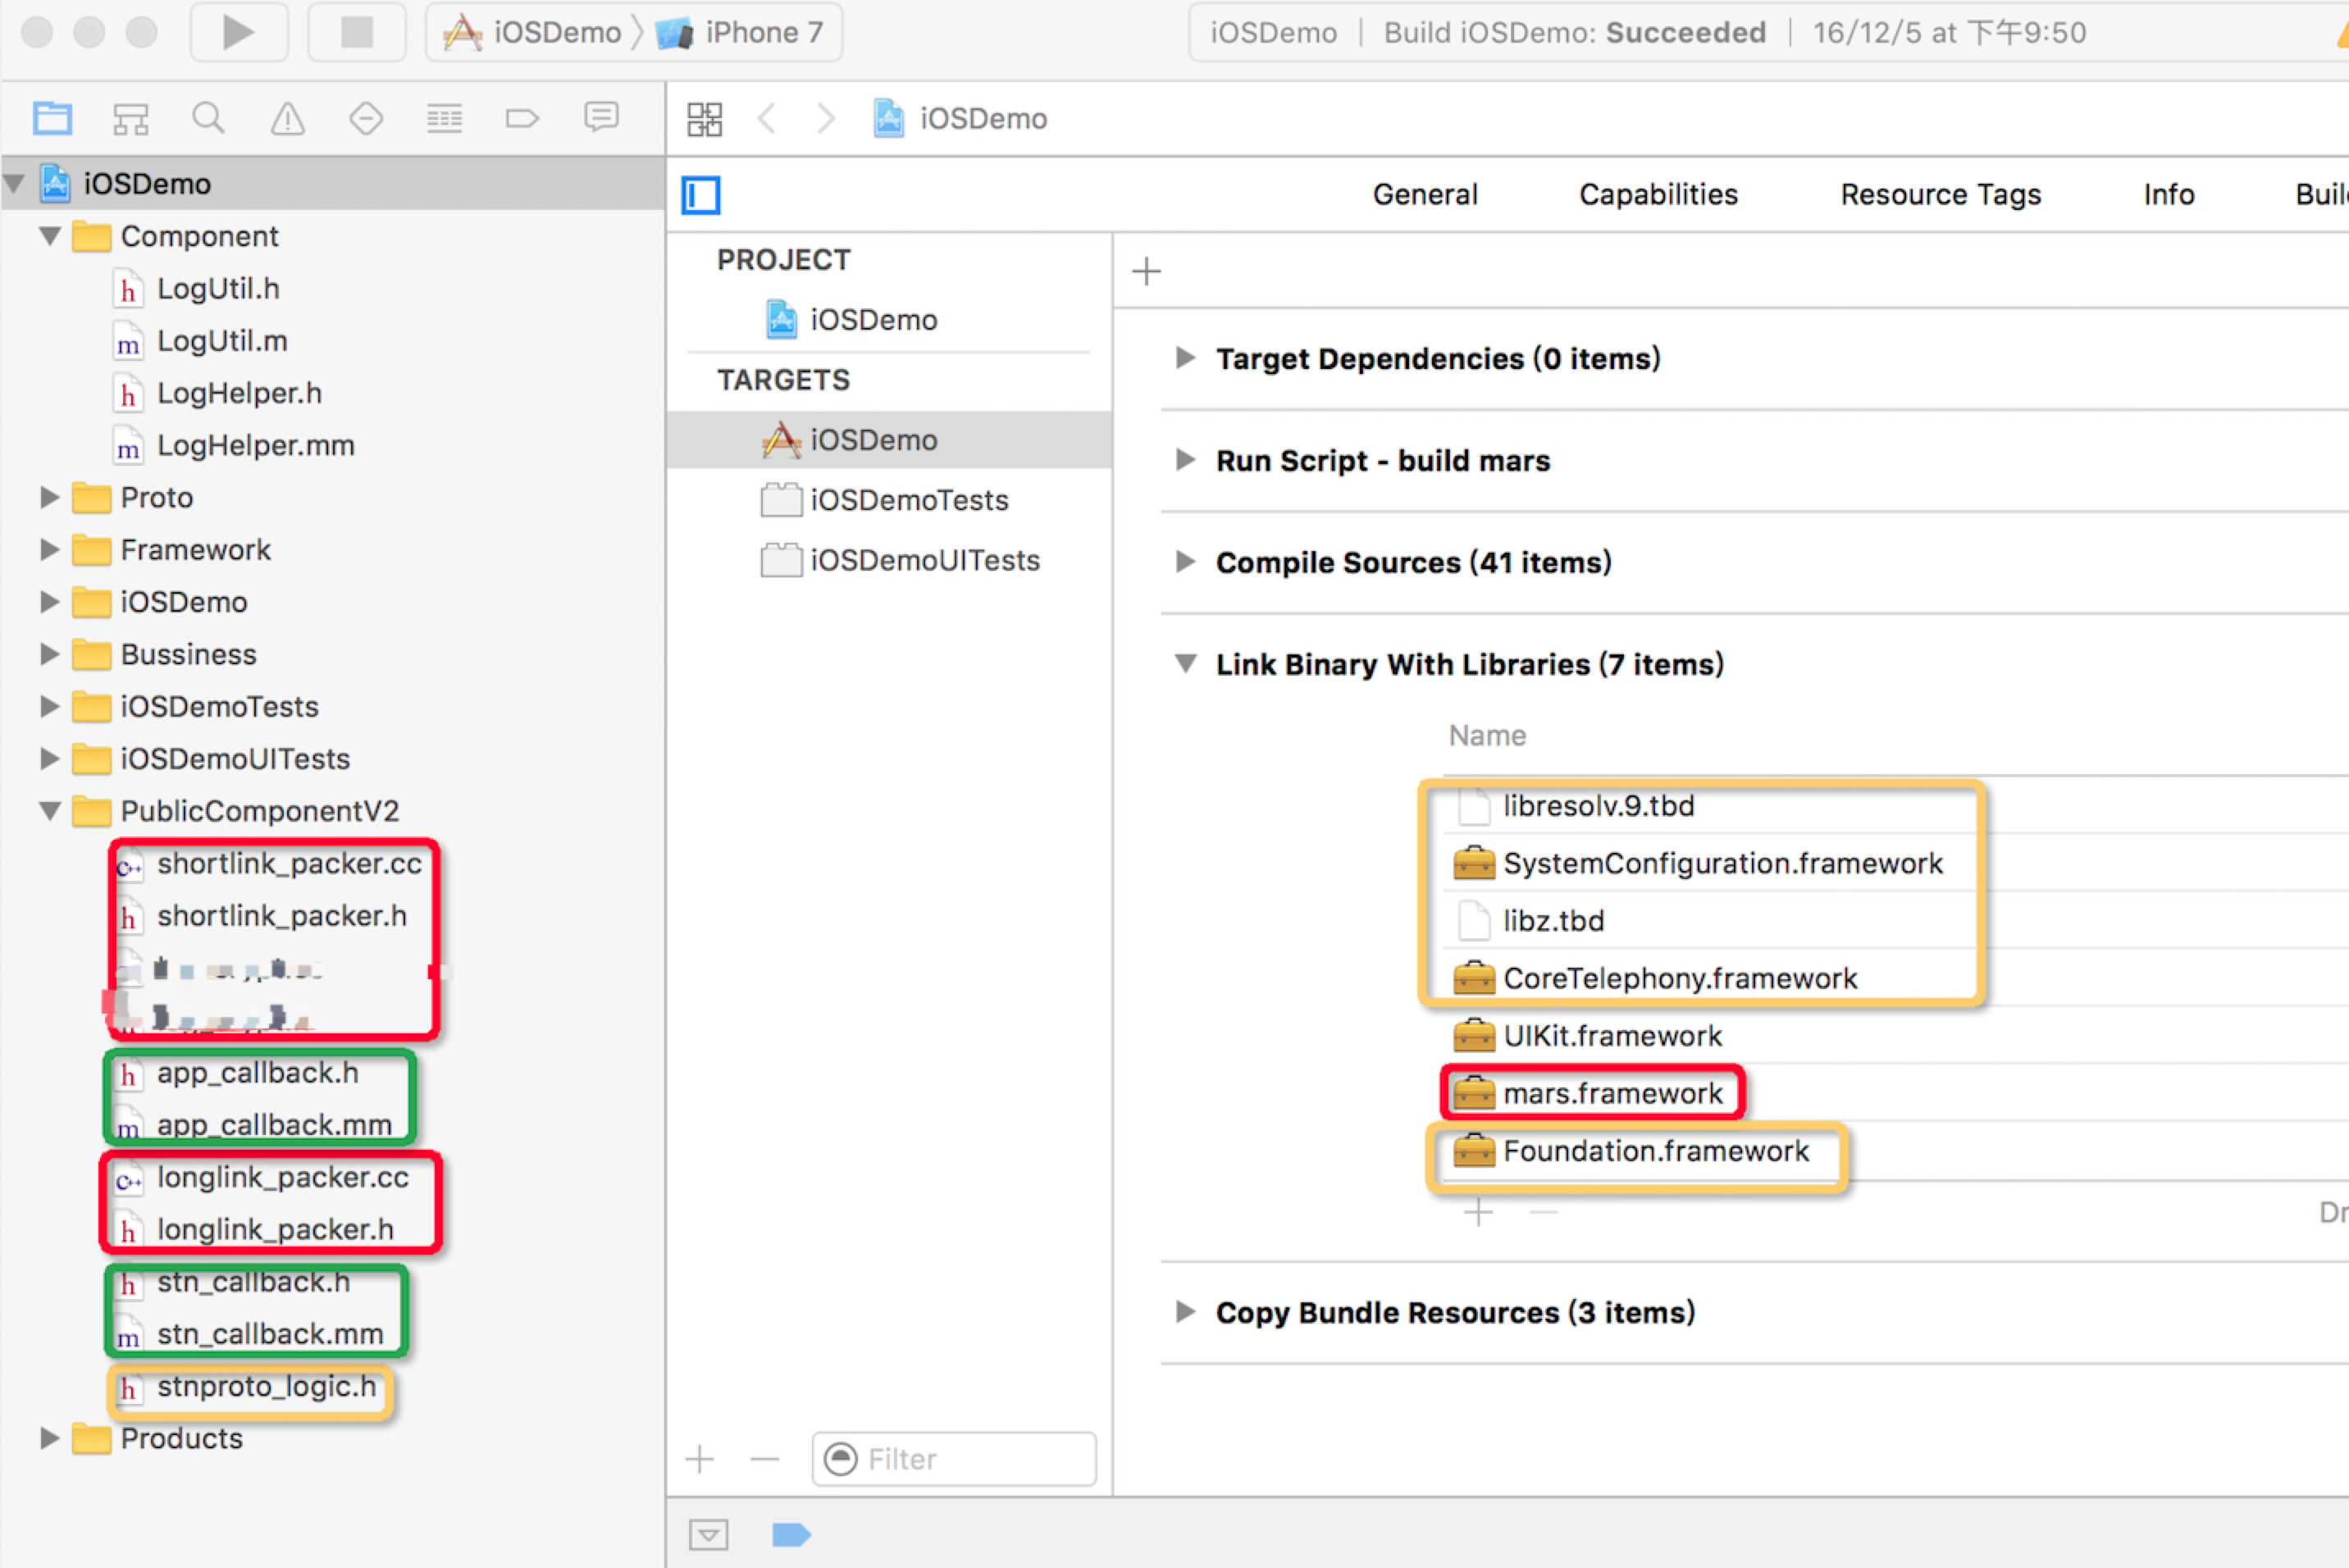 iOSDemo iPhone 7
iOSDemo | Build iOSDemo: Succeeded | 16/12/5 at 下午9:50
iOSDemo
Component
h LogUtil.h
m LogUtil.m
h LogHelper.h
m LogHelper.mm
Proto
Framework
iOSDemo
Bussiness
iOSDemoTests
iOSDemoUITests
PublicComponentV2
C++ shortlink_packer.cc
h shortlink_packer.h
h app_callback.h
m app_callback.mm
C++ longlink_packer.cc
h longlink_packer.h
h stn_callback.h
m stn_callback.mm
h stnproto_logic.h
Products
iOSDemo
General Capabilities Resource Tags Info
PROJECT
iOSDemo
TARGETS
iOSDemo
iOSDemoTests
iOSDemoUITests
Filter
Target Dependencies (0 items)
Run Script - build mars
Compile Sources (41 items)
Link Binary With Libraries (7 items)
Name
libresolv.9.tbd
SystemConfiguration.framework
libz.tbd
CoreTelephony.framework
UIKit.framework
mars.framework
Foundation.framework
Copy Bundle Resources (3 items)